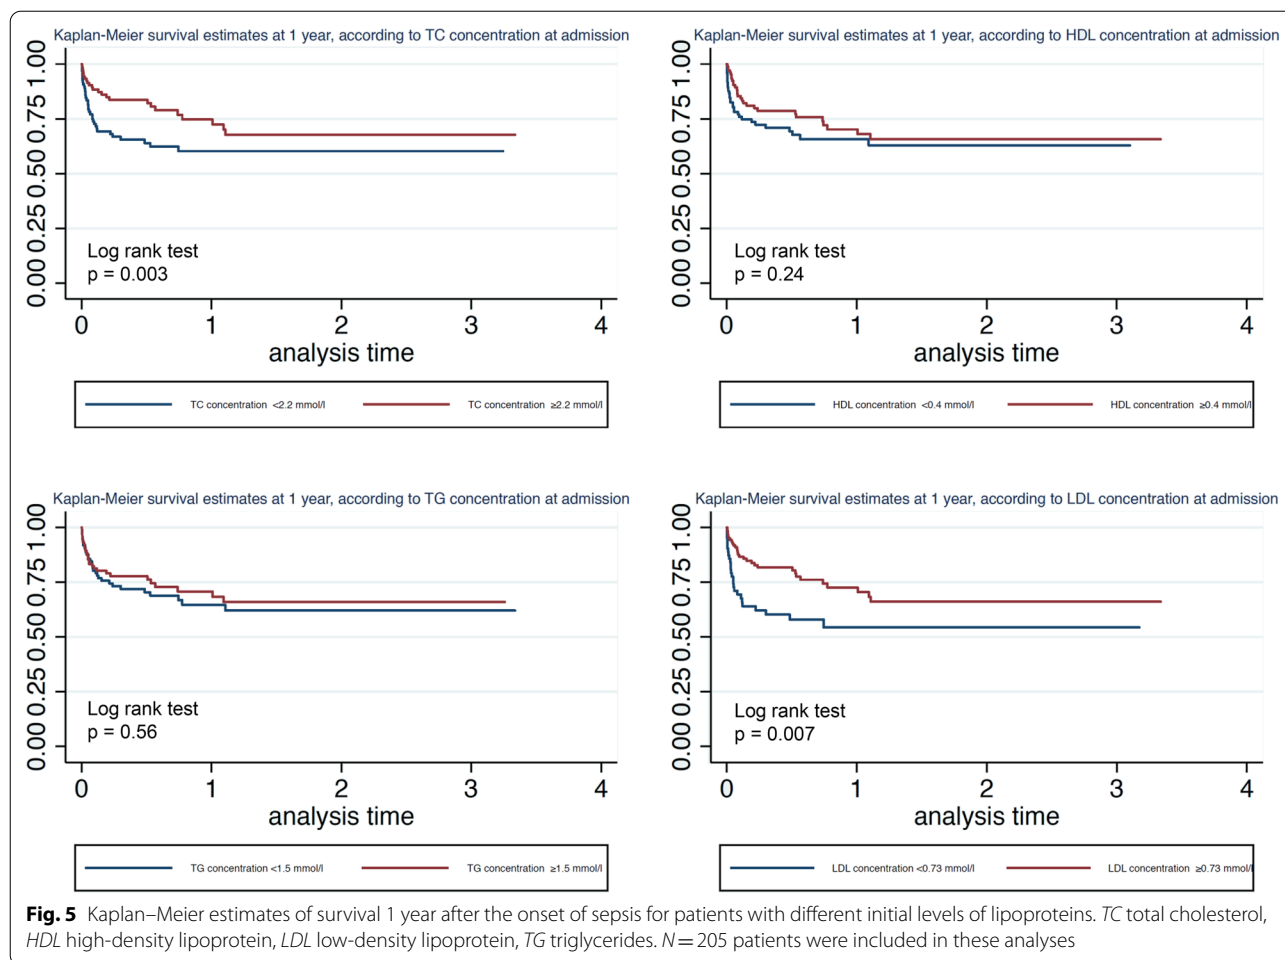 Kaplan-Meier survival estimates at 1 year, according to TC concentration at admission
0.00 0.25 0.50 0.75 1.00
Log rank test
p = 0.003
0 1 2 3 4
analysis time
TC concentration <2.2 mmol/l TC concentration ≥2.2 mmol/l
Kaplan-Meier survival estimates at 1 year, according to HDL concentration at admission
0.00 0.25 0.50 0.75 1.00
Log rank test
p = 0.24
0 1 2 3 4
analysis time
HDL concentration <0.4 mmol/l HDL concentration ≥0.4 mmol/l
Kaplan-Meier survival estimates at 1 year, according to TG concentration at admission
0.00 0.25 0.50 0.75 1.00
Log rank test
p = 0.56
0 1 2 3 4
analysis time
TG concentration <1.5 mmol/l TG concentration ≥1.5 mmol/l
Kaplan-Meier survival estimates at 1 year, according to LDL concentration at admission
0.00 0.25 0.50 0.75 1.00
Log rank test
p = 0.007
0 1 2 3 4
analysis time
LDL concentration <0.73 mmol/l LDL concentration ≥0.73 mmol/l
Fig. 5 Kaplan–Meier estimates of survival 1 year after the onset of sepsis for patients with different initial levels of lipoproteins. TC total cholesterol,
HDL high-density lipoprotein, LDL low-density lipoprotein, TG triglycerides. N = 205 patients were included in these analyses